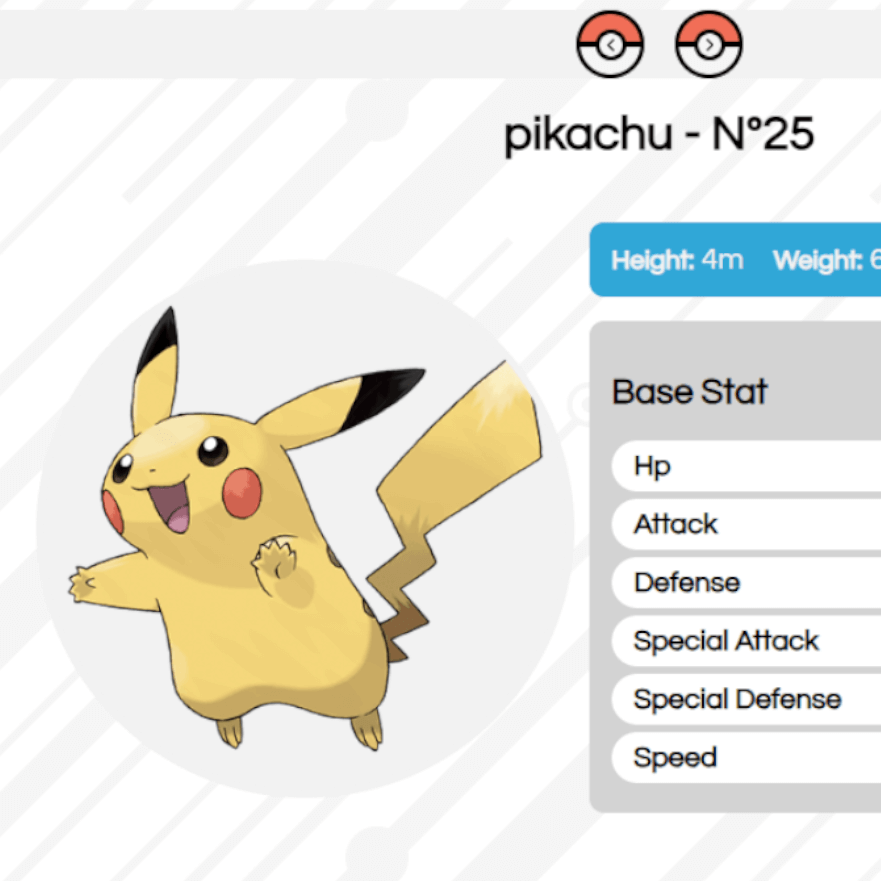 pikachu - N°25
Height: 4m Weight: 6
Base Stat
Hp
Attack
Defense
Special Attack
Special Defense
Speed